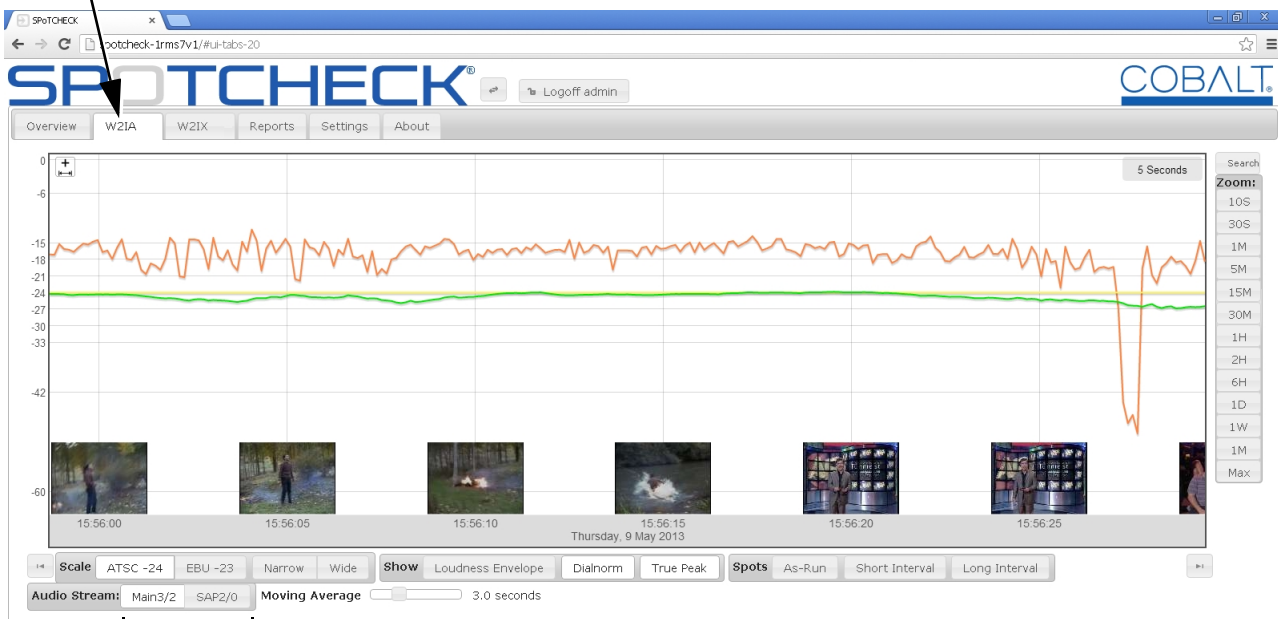 SPoTCHECK
spotcheck-1rms7v1/#ui-tabs-20
SPOTCHECK®
Logoff admin
COBALT®
Overview W2IA W2IX Reports Settings About
0
-6
-15
-18
-21
-24
-27
-30
-33
-42
-60
5 Seconds
Search
Zoom:
10S
30S
1M
5M
15M
30M
1H
2H
6H
1D
1W
1M
Max
15:56:00 15:56:05 15:56:10 15:56:15 15:56:20 15:56:25
Thursday, 9 May 2013
Scale ATSC -24 EBU -23 Narrow Wide Show Loudness Envelope Dialnorm True Peak Spots As-Run Short Interval Long Interval
Audio Stream: Main3/2 SAP2/0 Moving Average 3.0 seconds